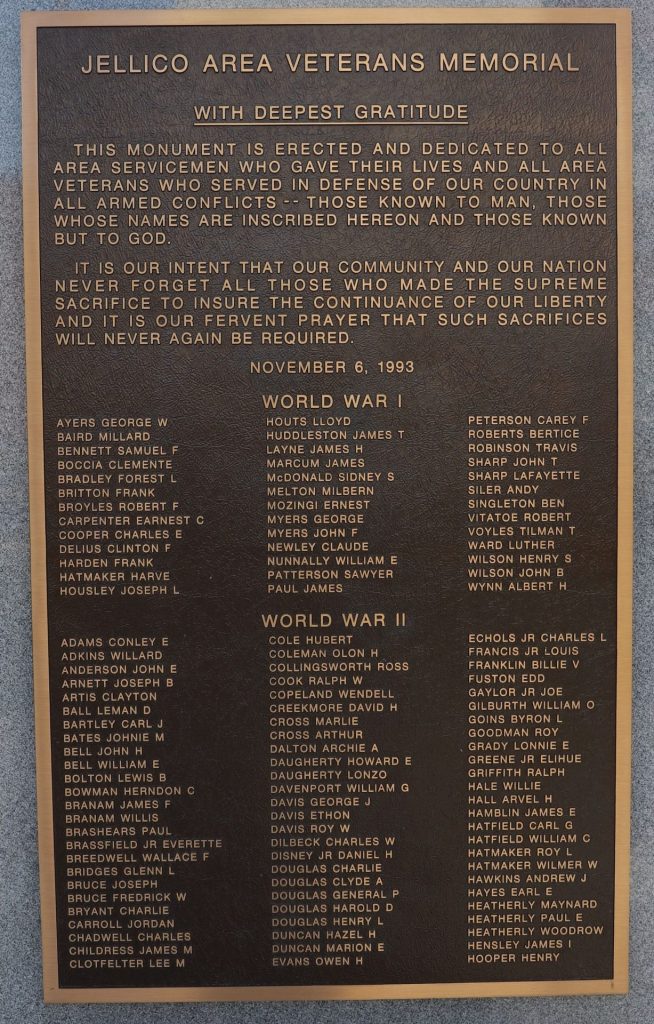 JELLICO AREA VETERANS MEMORIAL
WITH DEEPEST GRATITUDE
THIS MONUMENT IS ERECTED AND DEDICATED TO ALL
AREA SERVICEMEN WHO GAVE THEIR LIVES AND ALL AREA
VETERANS WHO SERVED IN DEFENSE OF OUR COUNTRY IN
ALL ARMED CONFLICTS -- THOSE KNOWN TO MAN, THOSE
WHOSE NAMES ARE INSCRIBED HEREON AND THOSE KNOWN
BUT TO GOD.
IT IS OUR INTENT THAT OUR COMMUNITY AND OUR NATION
NEVER FORGET ALL THOSE WHO MADE THE SUPREME
SACRIFICE TO INSURE THE CONTINUANCE OF OUR LIBERTY
AND IT IS OUR FERVENT PRAYER THAT SUCH SACRIFICES
WILL NEVER AGAIN BE REQUIRED.
NOVEMBER 6, 1993
WORLD WAR I
AYERS GEORGE W
BAIRD MILLARD
BENNETT SAMUEL F
BOCCIA CLEMENTE
BRADLEY FOREST L
BRITTON FRANK
BROYLES ROBERT F
CARPENTER EARNEST C
COOPER CHARLES E
DELIUS CLINTON F
HARDEN FRANK
HATMAKER HARVE
HOUSLEY JOSEPH L
HOUTS LLOYD
HUDDLESTON JAMES T
LAYNE JAMES H
MARCUM JAMES
McDONALD SIDNEY S
MELTON MILBERN
MOZINGI ERNEST
MYERS GEORGE
MYERS JOHN F
NEWLEY CLAUDE
NUNNALLY WILLIAM E
PATTERSON SAWYER
PAUL JAMES
PETERSON CAREY F
ROBERTS BERTICE
ROBINSON TRAVIS
SHARP JOHN T
SHARP LAFAYETTE
SILER ANDY
SINGLETON BEN
VITATOE ROBERT
VOYLES TILMAN T
WARD LUTHER
WILSON HENRY S
WILSON JOHN B
WYNN ALBERT H
WORLD WAR II
ADAMS CONLEY E
ADKINS WILLARD
ANDERSON JOHN E
ARNETT JOSEPH B
ARTIS CLAYTON
BALL LEMAN D
BARTLEY CARL J
BATES JOHNIE M
BELL JOHN H
BELL WILLIAM E
BOLTON LEWIS B
BOWMAN HERNDON C
BRANAM JAMES F
BRANAM WILLIS
BRASHEARS PAUL
BRASSFIELD JR EVERETTE
BREEDWELL WALLACE F
BRIDGES GLENN L
BRUCE JOSEPH
BRUCE FREDRICK W
BRYANT CHARLIE
CARROLL JORDAN
CHADWELL CHARLES
CHILDRESS JAMES M
CLOTFELTER LEE M
COLE HUBERT
COLEMAN OLON H
COLLINGSWORTH ROSS
COOK RALPH W
COPELAND WENDELL
CREEKMORE DAVID H
CROSS MARLIE
CROSS ARTHUR
DALTON ARCHIE A
DAUGHERTY HOWARD E
DAUGHERTY LONZO
DAVENPORT WILLIAM G
DAVIS GEORGE J
DAVIS ETHON
DAVIS ROY W
DILBECK CHARLES W
DISNEY JR DANIEL H
DOUGLAS CHARLIE
DOUGLAS CLYDE A
DOUGLAS GENERAL P
DOUGLAS HAROLD D
DOUGLAS HENRY L
DUNCAN HAZEL H
DUNCAN MARION E
EVANS OWEN H
ECHOLS JR CHARLES L
FRANCIS JR LOUIS
FRANKLIN BILLIE V
FUSTON EDD
GAYLOR JR JOE
GILBURTH WILLIAM O
GOINS BYRON L
GOODMAN ROY
GRADY LONNIE E
GREENE JR ELIHUE
GRIFFITH RALPH
HALE WILLIE
HALL ARVEL H
HAMBLIN JAMES E
HATFIELD CARL G
HATFIELD WILLIAM C
HATMAKER ROY L
HATMAKER WILMER W
HAWKINS ANDREW J
HAYES EARL E
HEATHERLY MAYNARD
HEATHERLY PAUL E
HEATHERLY WOODROW
HENSLEY JAMES I
HOOPER HENRY